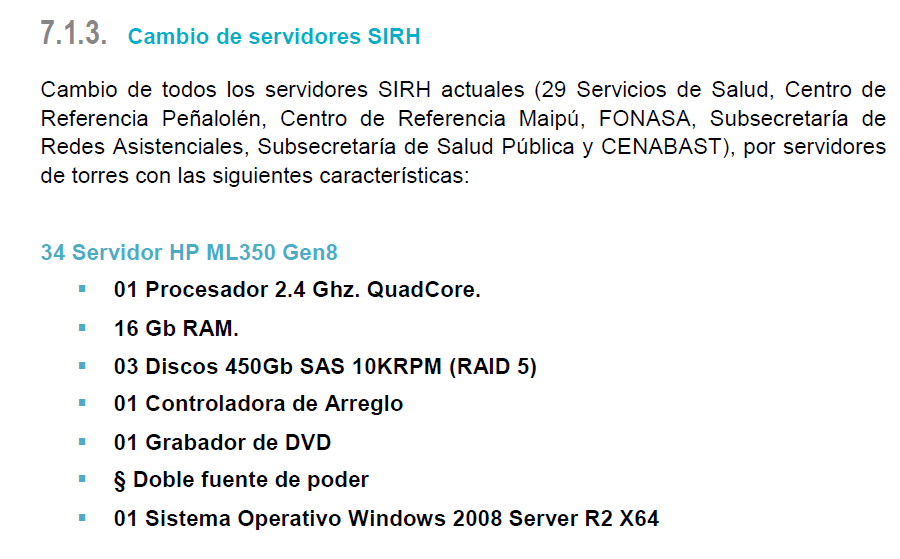 7.1.3. Cambio de servidores SIRH
Cambio de todos los servidores SIRH actuales (29 Servicios de Salud, Centro de
Referencia Peñalolén, Centro de Referencia Maipú, FONASA, Subsecretaría de
Redes Asistenciales, Subsecretaría de Salud Pública y CENABAST), por servidores
de torres con las siguientes características:
34 Servidor HP ML350 Gen8
▪ 01 Procesador 2.4 Ghz. QuadCore.
▪ 16 Gb RAM.
▪ 03 Discos 450Gb SAS 10KRPM (RAID 5)
▪ 01 Controladora de Arreglo
▪ 01 Grabador de DVD
▪ § Doble fuente de poder
▪ 01 Sistema Operativo Windows 2008 Server R2 X64